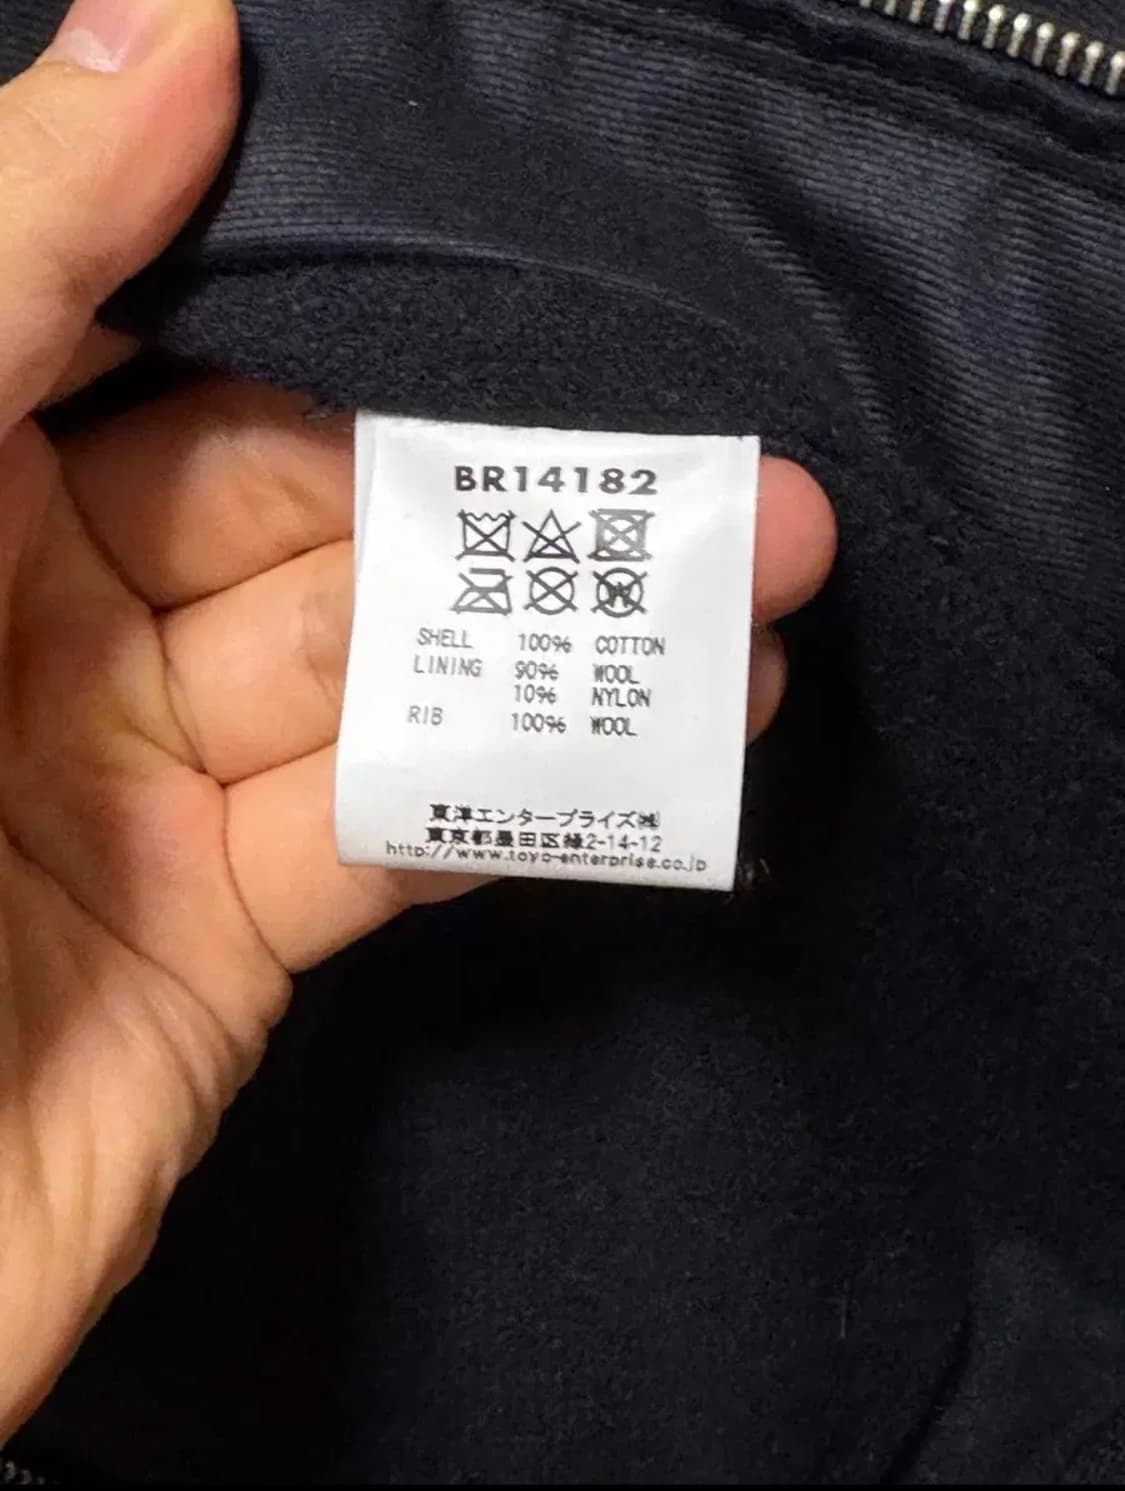 BR14182
SHELL 100% COTTON
LINING 90% WOOL
10% NYLON
RIB 100% WOOL
東洋エンタープライズ㈱
東京都墨田区緑2-14-12
http://www.toyo-enterprise.co.jp